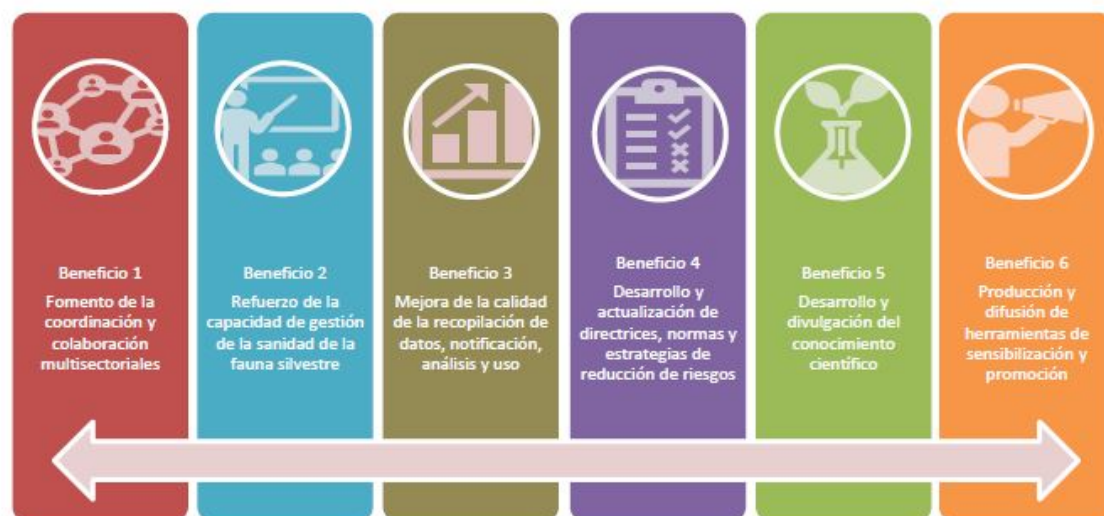 Beneficio 1
Fomento de la
coordinación y
colaboración
multisectoriales
Beneficio 2
Refuerzo de la
capacidad de gestión
de la sanidad de la
fauna silvestre
Beneficio 3
Mejora de la calidad
de la recopilación de
datos, notificación,
análisis y uso
Beneficio 4
Desarrollo y
actualización de
directrices, normas y
estrategias de
reducción de riesgos
Beneficio 5
Desarrollo y
divulgación del
conocimiento
científico
Beneficio 6
Producción y
difusión de
herramientas de
sensibilización y
promoción